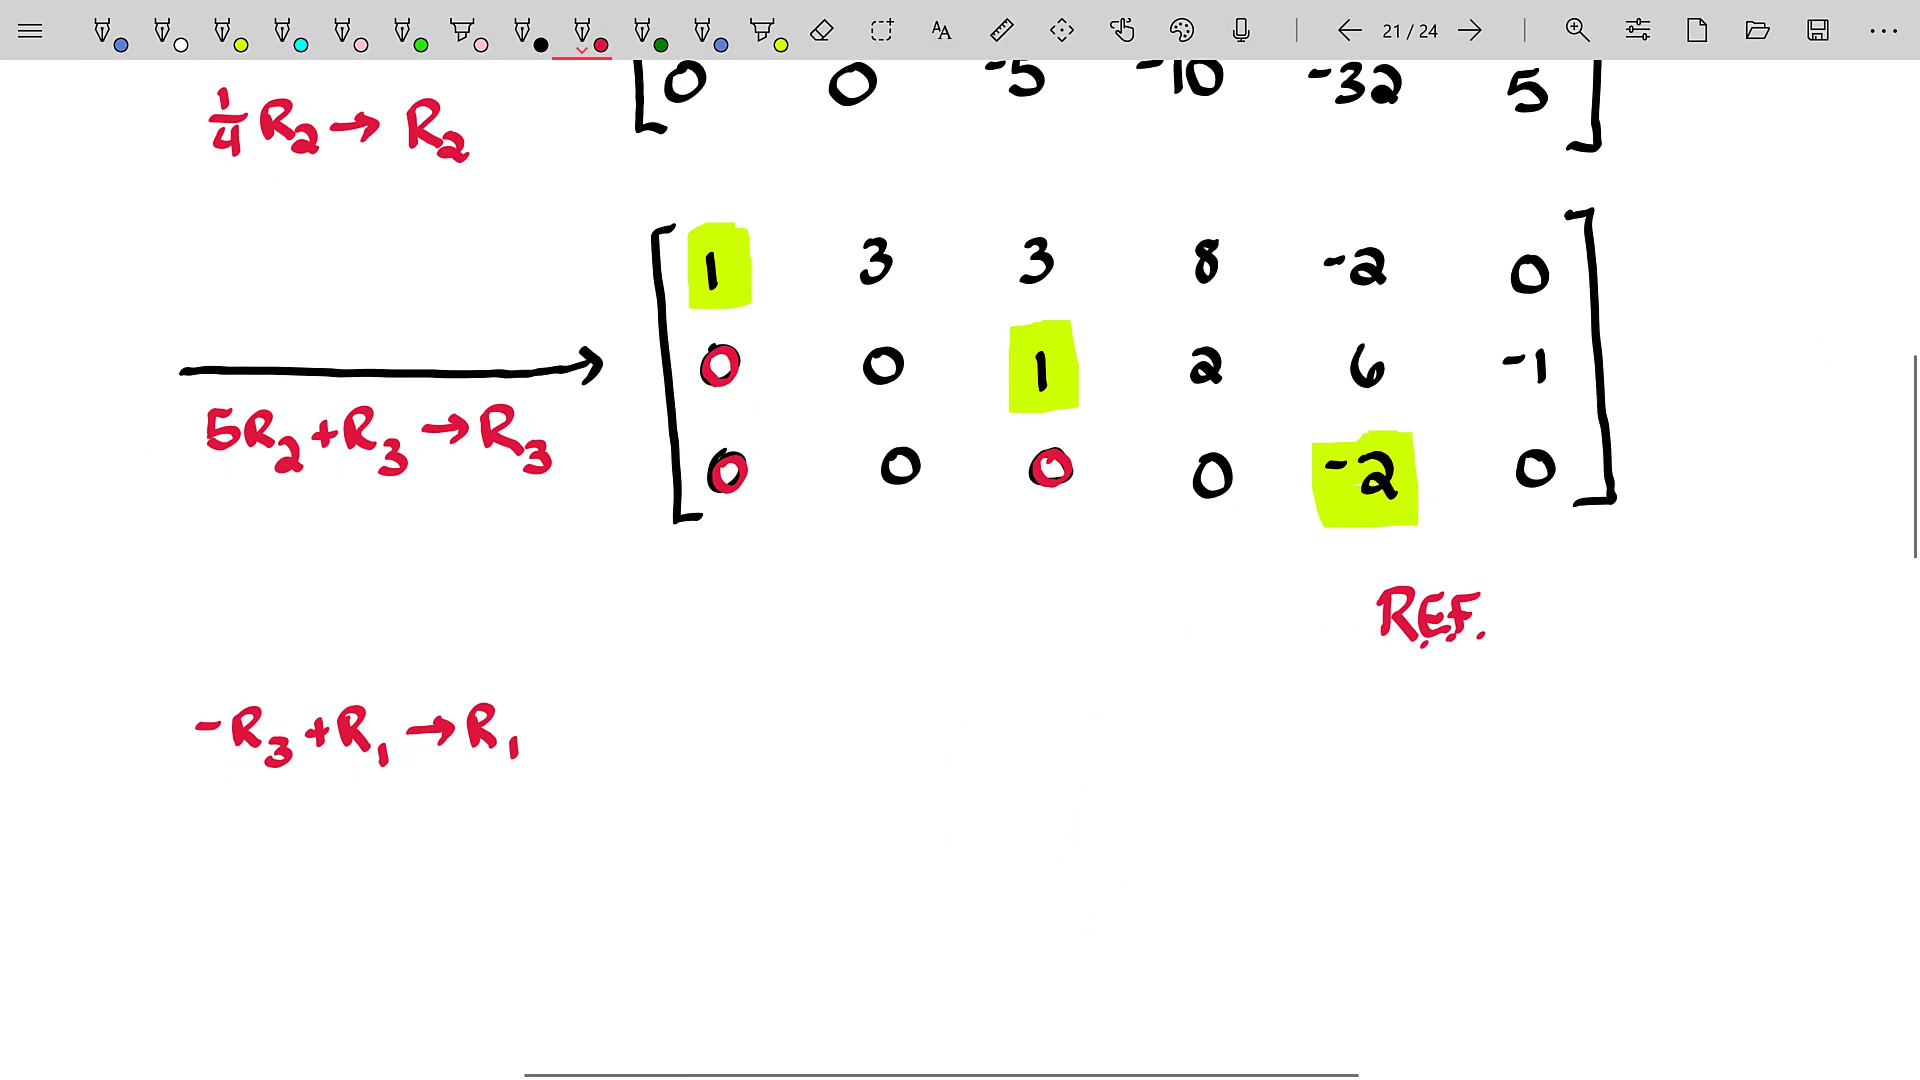 21 / 24
0 0 -5 -10 -32 5
1/4 R2 → R2
1 3 3 8 -2 0
0 0 1 2 6 -1
5R2 + R3 → R3
0 0 0 0 -2 0
R.E.F.
-R3 + R1 → R1